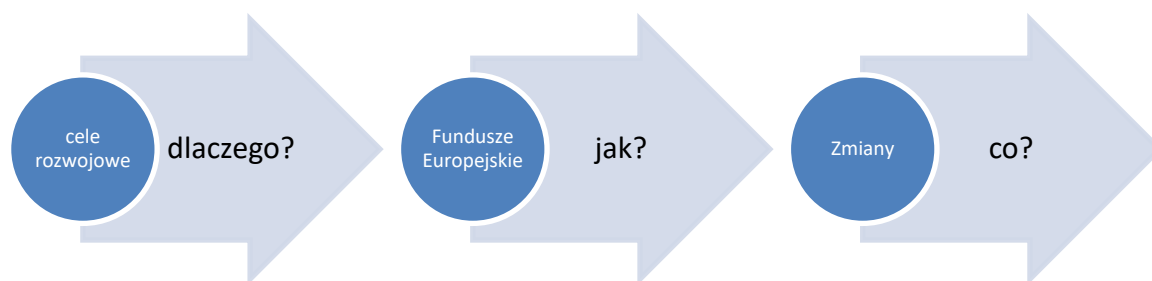 cele
rozwojowe
dlaczego?
Fundusze
Europejskie
jak?
Zmiany
co?